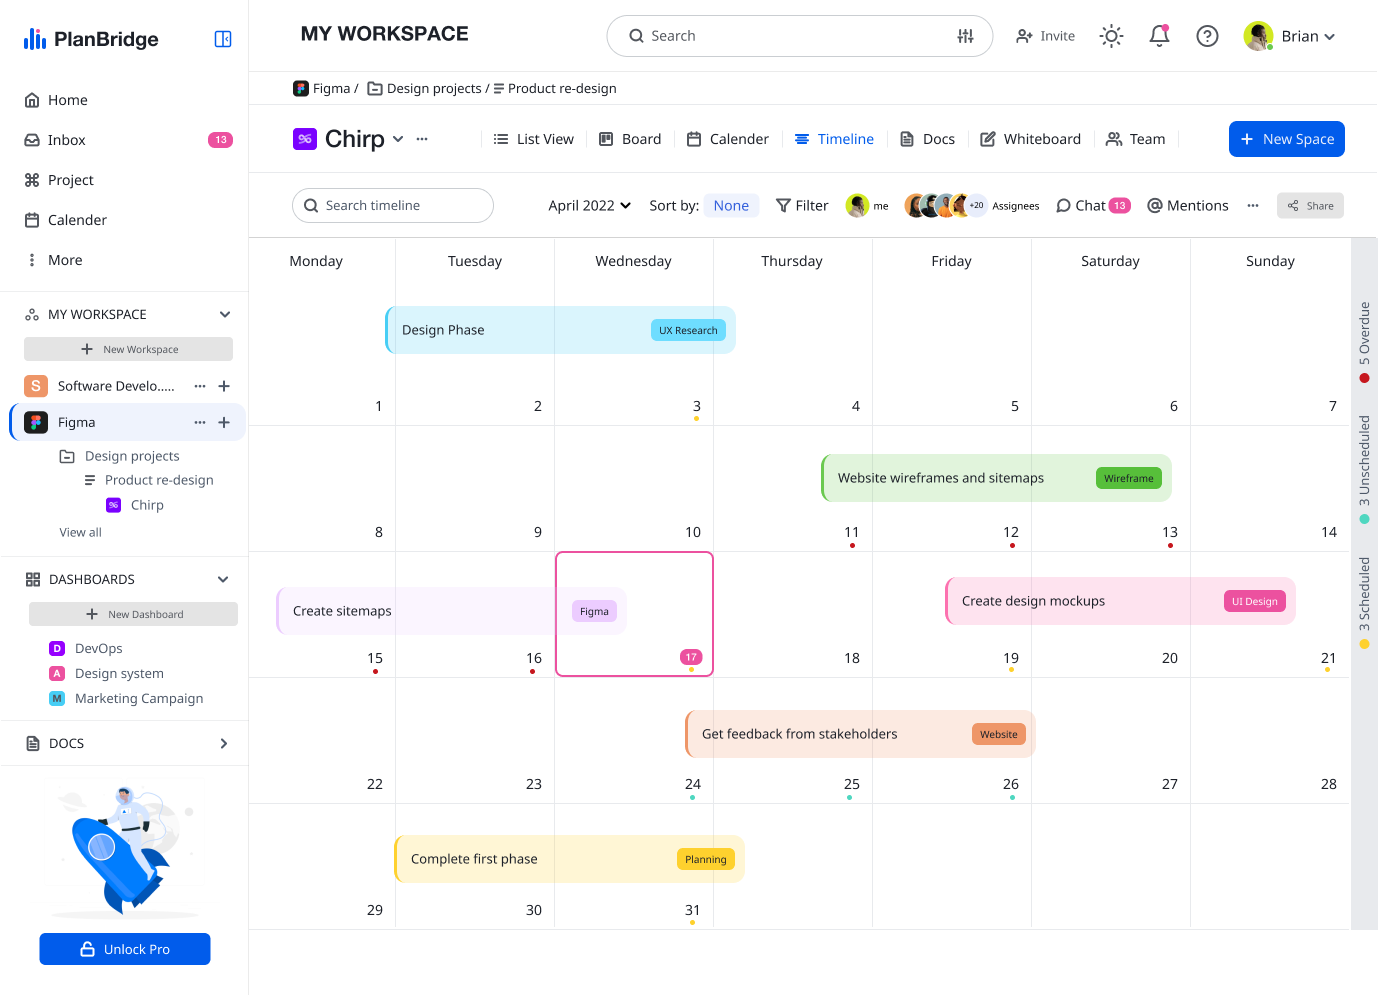 PlanBridge
MY WORKSPACE
Search
Invite
Brian
Home
Inbox 13
Project
Calender
More
MY WORKSPACE
New Workspace
S Software Develo.....
Figma
Design projects
Product re-design
Chirp
View all
DASHBOARDS
New Dashboard
D DevOps
A Design system
M Marketing Campaign
DOCS
Unlock Pro
Figma / Design projects / Product re-design
Chirp
List View
Board
Calender
Timeline
Docs
Whiteboard
Team
New Space
Search timeline
April 2022
Sort by: None
Filter
me
+20 Assignees
Chat 13
Mentions
Share
Monday Tuesday Wednesday Thursday Friday Saturday Sunday
Design Phase UX Research
1 2 3 4 5 6 7
Website wireframes and sitemaps Wireframe
8 9 10 11 12 13 14
Create sitemaps Figma
Create design mockups UI Design
15 16 17 18 19 20 21
Get feedback from stakeholders Website
22 23 24 25 26 27 28
Complete first phase Planning
29 30 31
5 Overdue
3 Unscheduled
3 Scheduled